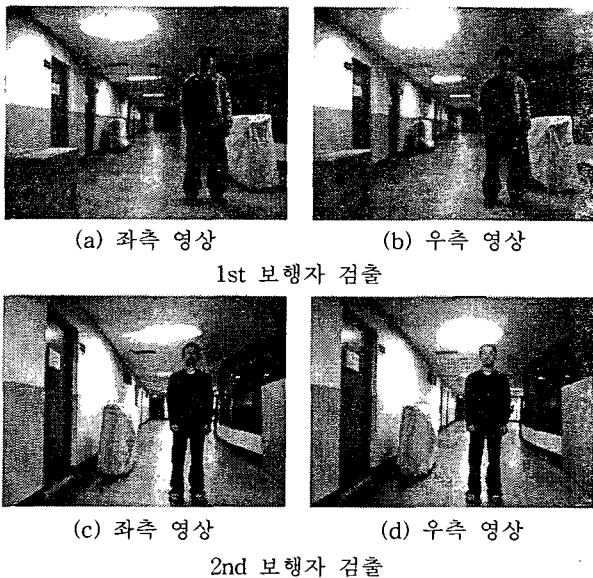 (a) 좌측 영상 (b) 우측 영상
1st 보행자 검출
(c) 좌측 영상 (d) 우측 영상
2nd 보행자 검출